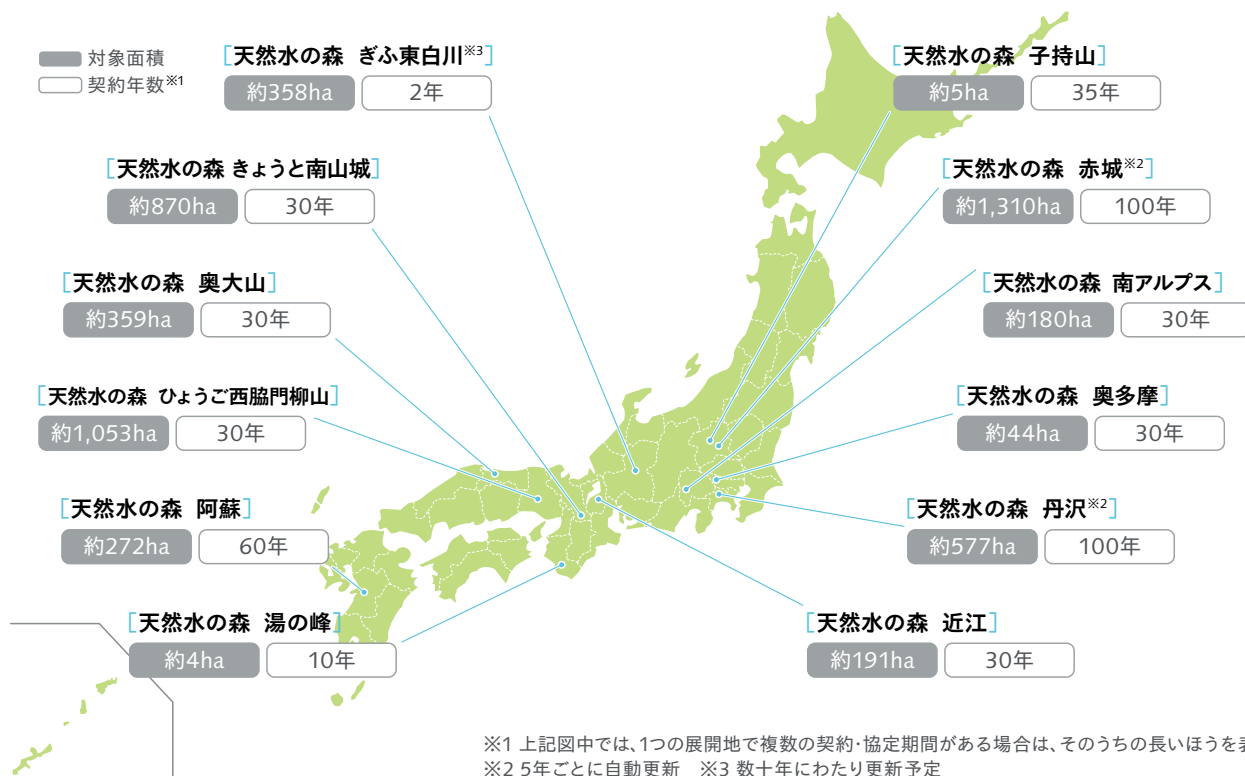 対象面積
契約年数※1
[天然水の森 ぎふ東白川※3]
約358ha 2年
[天然水の森 子持山]
約5ha 35年
[天然水の森 きょうと南山城]
約870ha 30年
[天然水の森 赤城※2]
約1,310ha 100年
[天然水の森 奥大山]
約359ha 30年
[天然水の森 南アルプス]
約180ha 30年
[天然水の森 ひょうご西脇門柳山]
約1,053ha 30年
[天然水の森 奥多摩]
約44ha 30年
[天然水の森 阿蘇]
約272ha 60年
[天然水の森 丹沢※2]
約577ha 100年
[天然水の森 湯の峰]
約4ha 10年
[天然水の森 近江]
約191ha 30年
※1 上記図中では、1つの展開地で複数の契約・協定期間がある場合は、そのうちの長いほうを
※2 5年ごとに自動更新 ※3 数十年にわたり更新予定